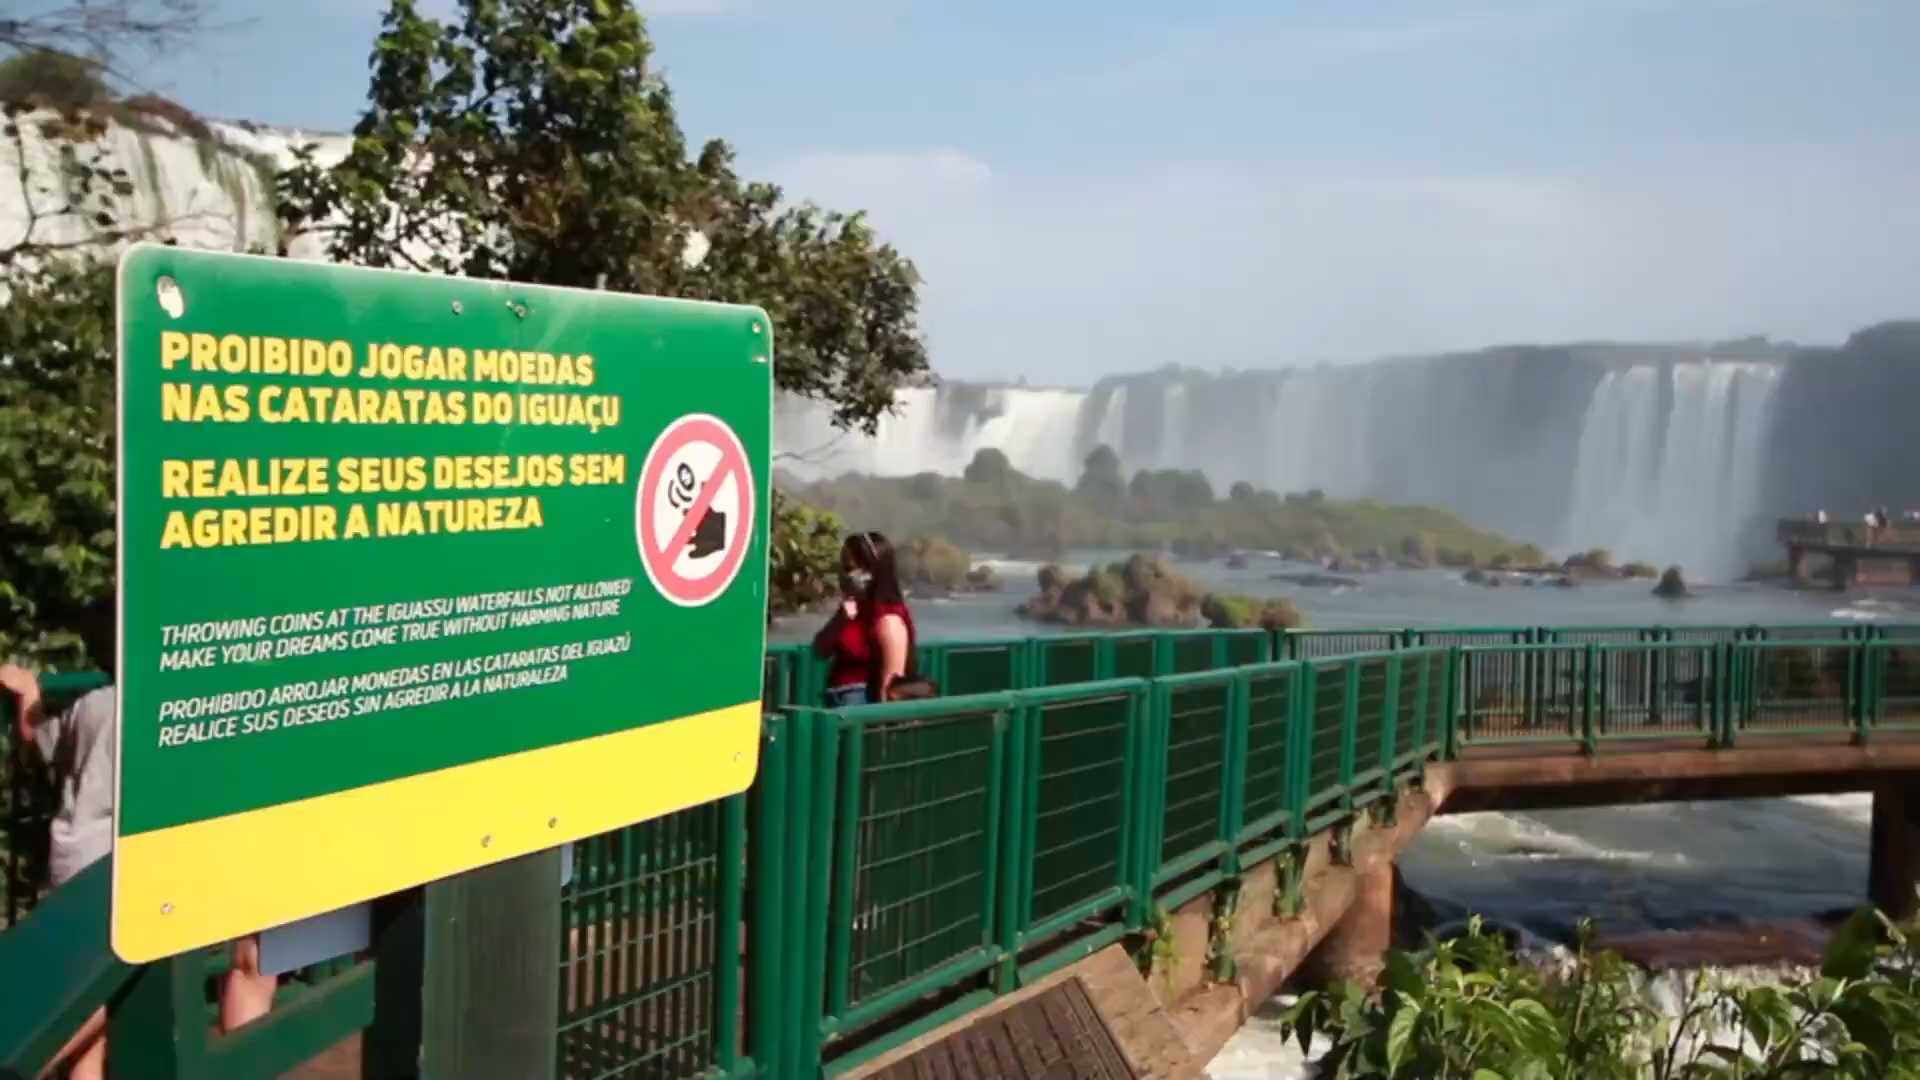 PROIBIDO JOGAR MOEDAS
NAS CATARATAS DO IGUAÇU
REALIZE SEUS DESEJOS SEM
AGREDIR A NATUREZA
THROWING COINS AT THE IGUASSU WATERFALLS NOT ALLOWED
MAKE YOUR DREAMS COME TRUE WITHOUT HARMING NATURE
PROHIBIDO ARROJAR MONEDAS EN LAS CATARATAS DEL IGUAZÚ
REALICE SUS DESEOS SIN AGREDIR A LA NATURALEZA